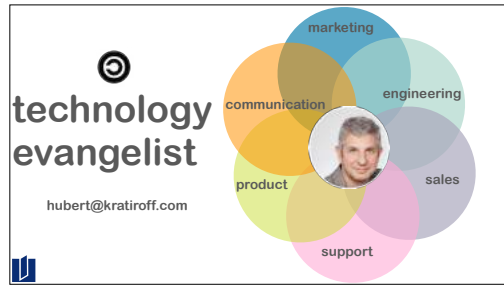 technology
evangelist
hubert@kratiroff.com
marketing
engineering
communication
product
sales
support